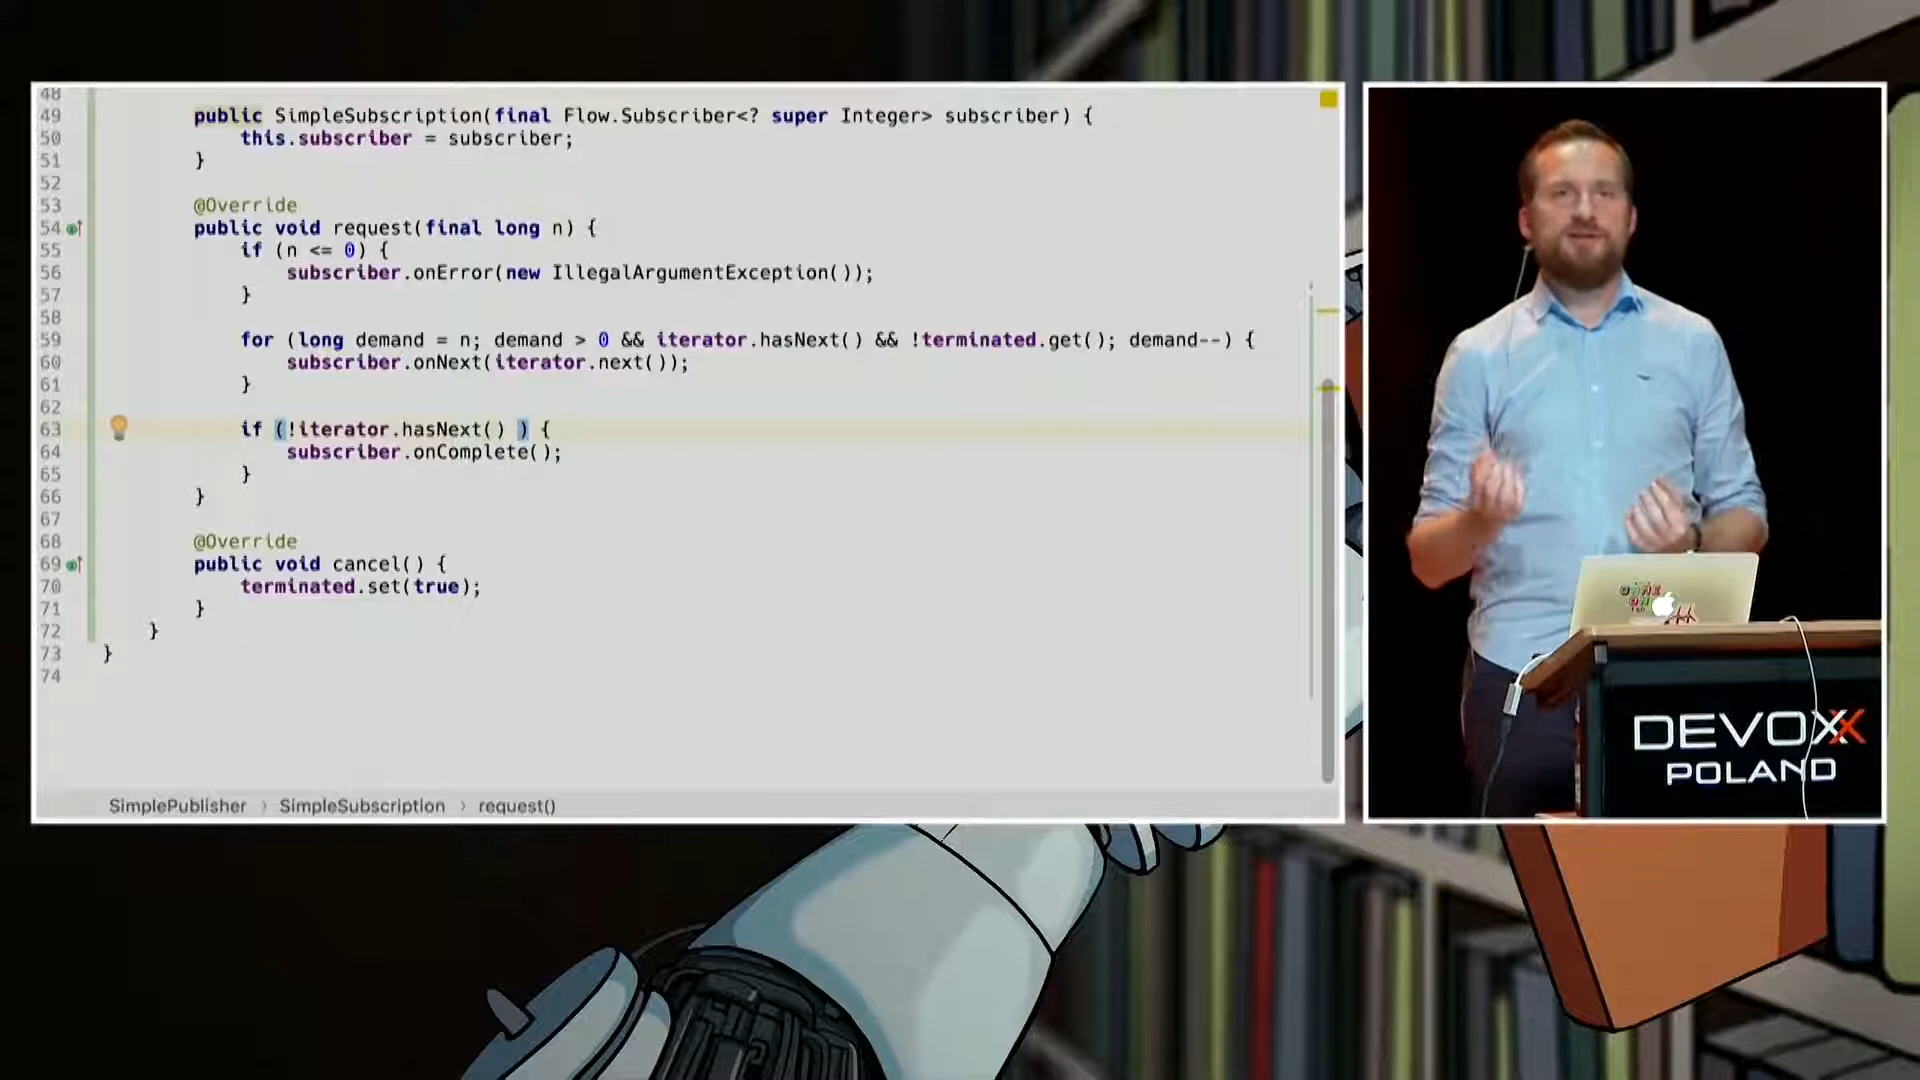 48
49 public SimpleSubscription(final Flow.Subscriber<? super Integer> subscriber) {
50 this.subscriber = subscriber;
51 }
52
53 @Override
54 public void request(final long n) {
55 if (n <= 0) {
56 subscriber.onError(new IllegalArgumentException());
57 }
58
59 for (long demand = n; demand > 0 && iterator.hasNext() && !terminated.get(); demand--) {
60 subscriber.onNext(iterator.next());
61 }
62
63 if (!iterator.hasNext() ) {
64 subscriber.onComplete();
65 }
66 }
67
68 @Override
69 public void cancel() {
70 terminated.set(true);
71 }
72 }
73 }
74
SimplePublisher > SimpleSubscription > request()
DEVOXX
POLAND